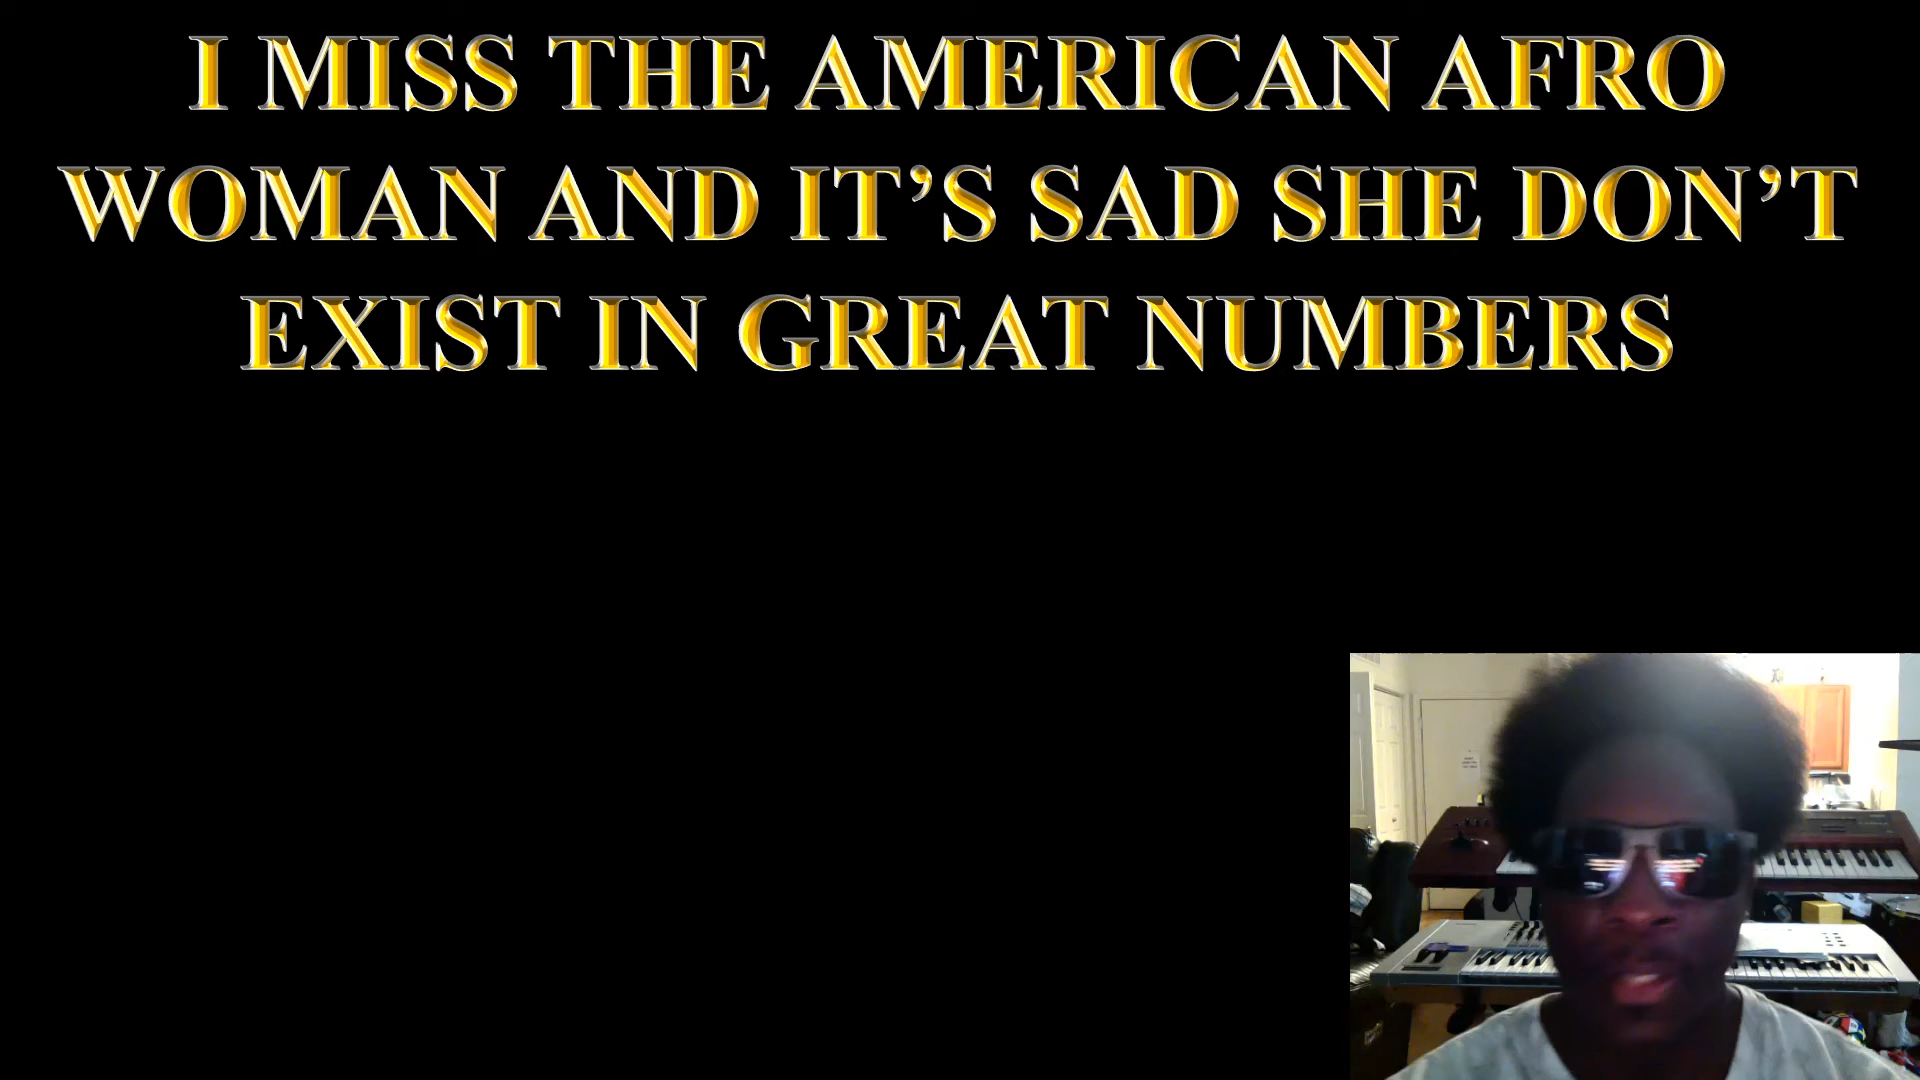 I MISS THE AMERICAN AFRO
WOMAN AND IT’S SAD SHE DON’T
EXIST IN GREAT NUMBERS